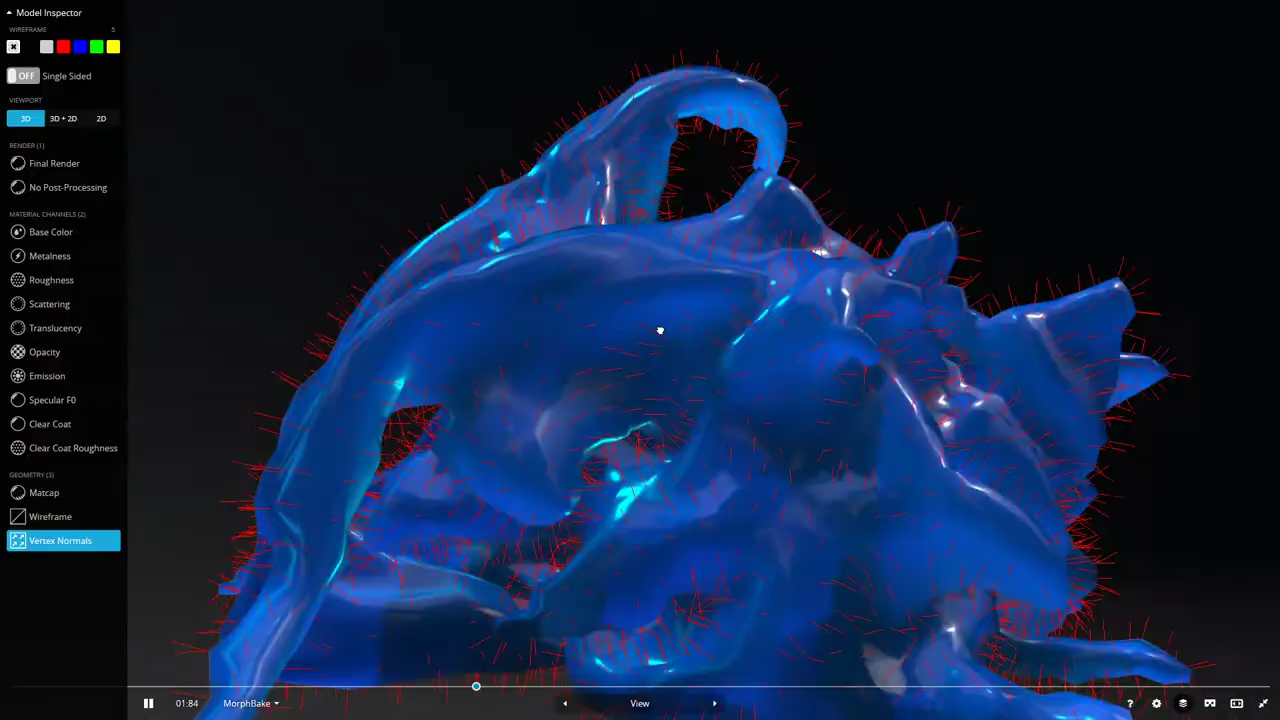 Model Inspector
WIREFRAME 5
OFF Single Sided
VIEWPORT
3D 3D + 2D 2D
RENDER (1)
Final Render
No Post-Processing
MATERIAL CHANNELS (2)
Base Color
Metalness
Roughness
Scattering
Translucency
Opacity
Emission
Specular F0
Clear Coat
Clear Coat Roughness
GEOMETRY (3)
Matcap
Wireframe
Vertex Normals
01:84 MorphBake View ?